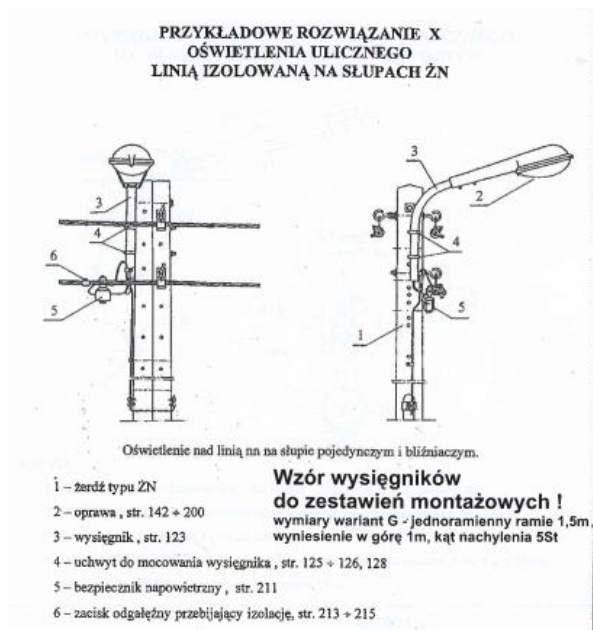 PRZYKŁADOWE ROZWIĄZANIE X
OŚWIETLENIA ULICZNEGO
LINIĄ IZOLOWANĄ NA SŁUPACH ŻN
3
4
6
5
3
2
4
5
1
Oświetlenie nad linią nn na słupie pojedynczym i bliźniaczym.
1 – żerdź typu ŻN
2 – oprawa , str. 142 ÷ 200
3 – wysięgnik , str. 123
4 – uchwyt do mocowania wysięgnika , str. 125 ÷ 126, 128
5 – bezpiecznik napowietrzny , str. 211
6 – zacisk odgałęźny przebijający izolację, str. 213 ÷ 215
Wzór wysięgników
do zestawień montażowych !
wymiary wariant G - jednoramienny ramie 1,5m,
wyniesienie w górę 1m, kąt nachylenia 5St